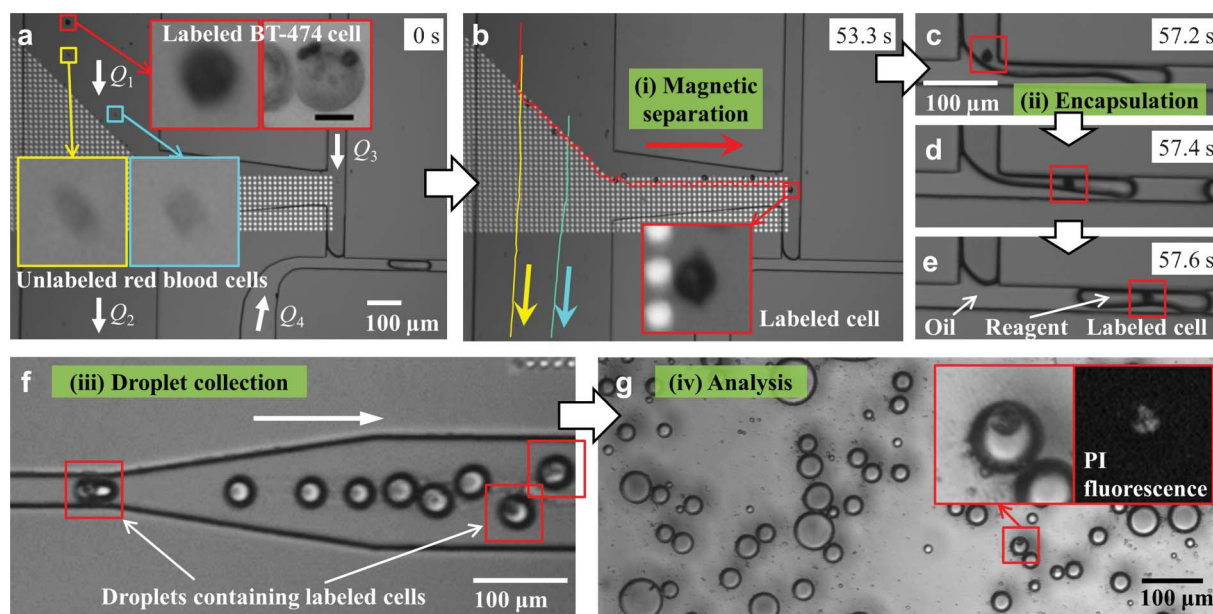 a
Labeled BT-474 cell
0 s
Q1
Q3
Unlabeled red blood cells
Q2
Q4
100 μm
b
53.3 s
(i) Magnetic
separation
Labeled cell
c
57.2 s
100 μm
(ii) Encapsulation
d
57.4 s
e
57.6 s
Oil
Reagent
Labeled cell
f
(iii) Droplet collection
Droplets containing labeled cells
100 μm
g
(iv) Analysis
PI
fluorescence
100 μm